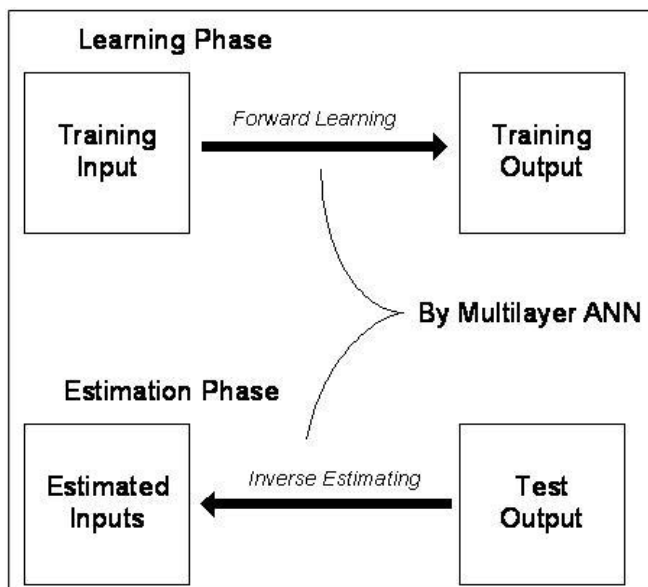 Learning Phase
Training
Input
Forward Learning
Training
Output
By Multilayer ANN
Estimation Phase
Estimated
Inputs
Inverse Estimating
Test
Output